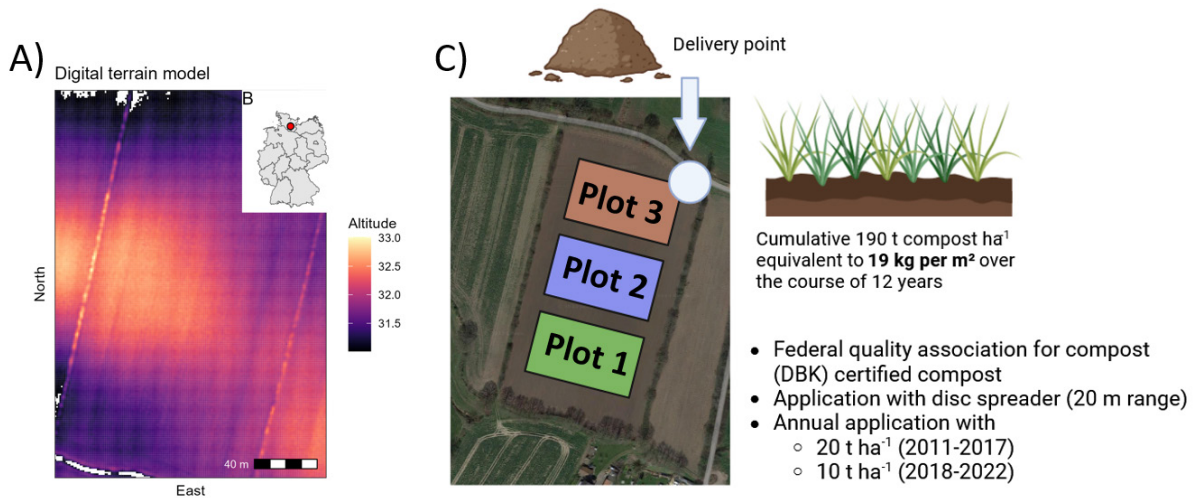 A)
Digital terrain model
B
North
East
40 m
Altitude
33.0
32.5
32.0
31.5
C)
Delivery point
Plot 3
Plot 2
Plot 1
Cumulative 190 t compost ha⁻¹
equivalent to 19 kg per m² over
the course of 12 years
• Federal quality association for compost
(DBK) certified compost
• Application with disc spreader (20 m range)
• Annual application with
○ 20 t ha⁻¹ (2011-2017)
○ 10 t ha⁻¹ (2018-2022)